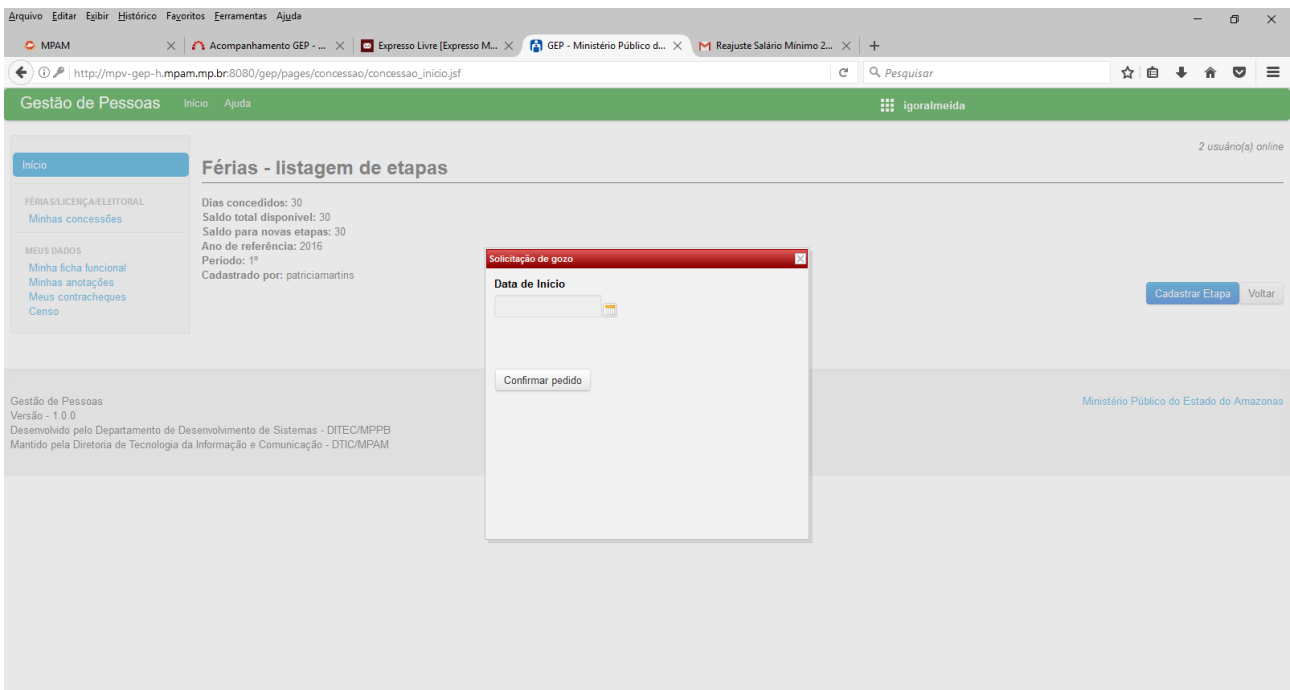 Arquivo Editar Exibir Histórico Favoritos Ferramentas Ajuda
MPAM
Acompanhamento GEP - ...
Expresso Livre [Expresso M...
GEP - Ministério Público d...
Reajuste Salário Mínimo 2...
http://mpv-gep-h.mpam.mp.br:8080/gep/pages/concessao/concessao_inicio.jsf
Pesquisar
Gestão de Pessoas Início Ajuda
igoralmeida
2 usuário(s) online
Início
FÉRIAS/LICENÇA/ELEITORAL
Minhas concessões
MEUS DADOS
Minha ficha funcional
Minhas anotações
Meus contracheques
Censo
Férias - listagem de etapas
Dias concedidos: 30
Saldo total disponível: 30
Saldo para novas etapas: 30
Ano de referência: 2016
Período: 1º
Cadastrado por: patriciamartins
Solicitação de gozo
Data de Início
Confirmar pedido
Cadastrar Etapa Voltar
Gestão de Pessoas
Versão - 1.0.0
Desenvolvido pelo Departamento de Desenvolvimento de Sistemas - DITEC/MPPB
Mantido pela Diretoria de Tecnologia da Informação e Comunicação - DTIC/MPAM
Ministério Público do Estado do Amazonas